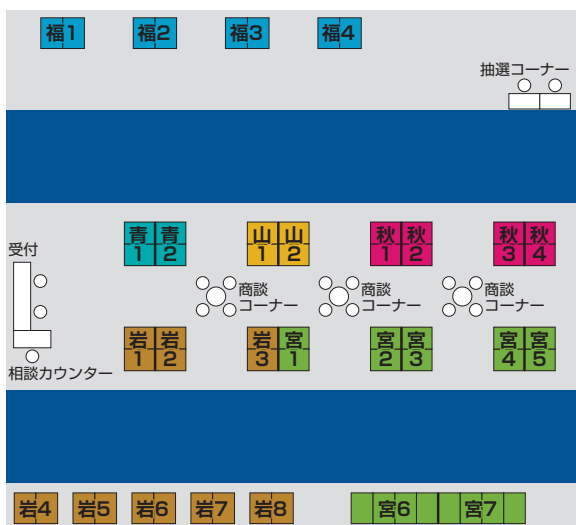 福1 福2 福3 福4
抽選コーナー
青1 青2 山1 山2 秋1 秋2 秋3 秋4
受付
商談コーナー
商談コーナー
商談コーナー
岩1 岩2 岩3 宮1 宮2 宮3 宮4 宮5
相談カウンター
岩4 岩5 岩6 岩7 岩8 宮6 宮7